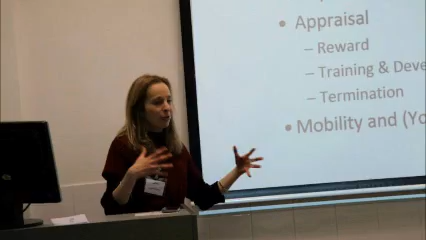 • Appraisal
– Reward
– Training & Deve
– Termination
• Mobility and (Yo